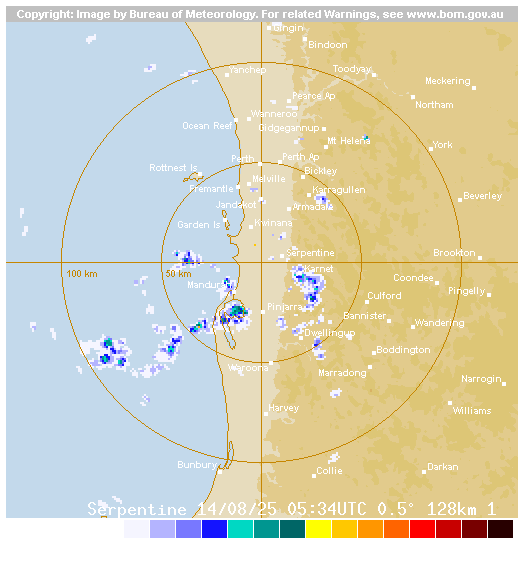 Copyright: Image by Bureau of Meteorology. For related Warnings, see www.bom.gov.au
Gingin
Bindoon
Yanchep
Toodyay
Meckering
Pearce Ap
Northam
Wanneroo
Ocean Reef
Gidgegannup
Mt Helena
York
Perth
Perth Ap
Rottnest Is
Bickley
Melville
Fremantle
Karragullen
Beverley
Jandakot
Armadale
Garden Is
Kwinana
Serpentine
Brookton
100 km
50 km
Karnet
Coondee
Mandurah
Pingelly
Culford
Pinjarra
Bannister
Wandering
Dwellingup
Boddington
Waroona
Marradong
Narrogin
Harvey
Williams
Bunbury
Collie
Darkan
Serpentine 14/08/25 05:34UTC 0.5° 128km 1